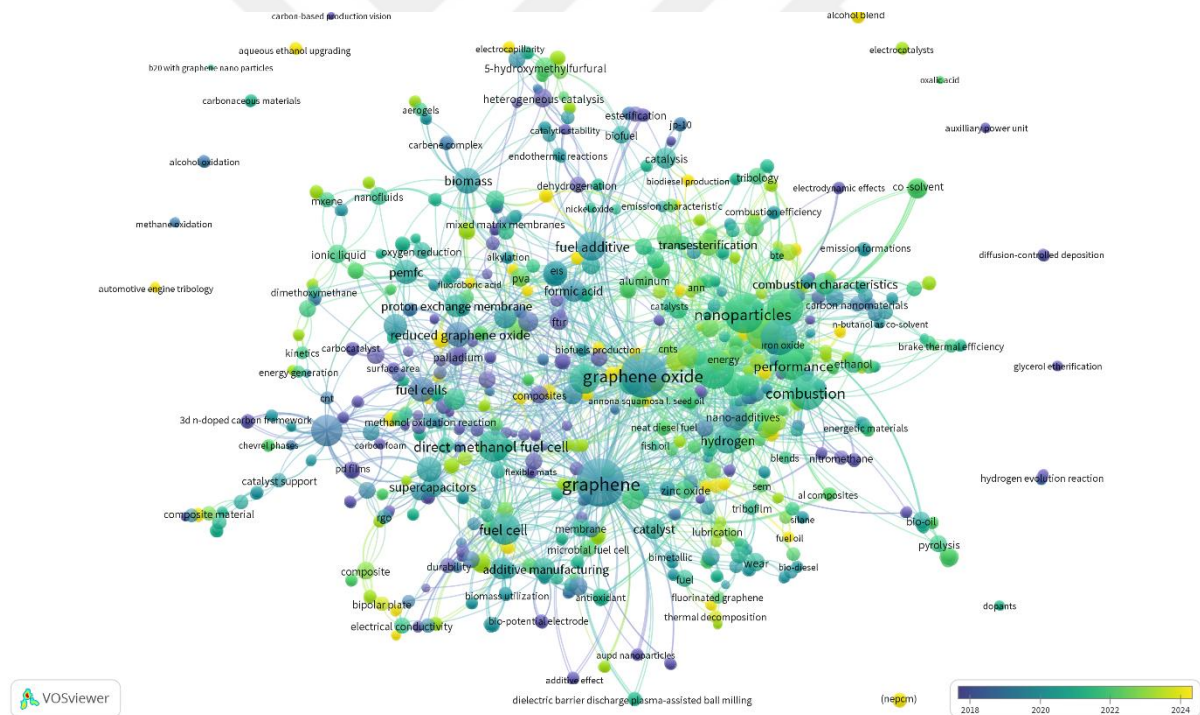 carbon-based production vision
alcohol blend
aqueous ethanol upgrading
electrocapillarity
electrocatalysts
b20 with graphene nano particles
5-hydroxymethylfurfural
oxalic acid
carbonaceous materials
heterogeneous catalysis
aerogels
esterification
jp-10
auxilliary power unit
catalytic stability
biofuel
carbene complex
alcohol oxidation
endothermic reactions
catalysis
biomass
dehydrogenation
biodiesel production
tribology
electrodynamic effects
co -solvent
mxene
nanofluids
nickel oxide
emission characteristic
combustion efficiency
methane oxidation
mixed matrix membranes
fuel additive
transesterification
emission formations
ionic liquid
oxygen reduction
alkylation
bte
diffusion-controlled deposition
pemfc
eis
automotive engine tribology
dimethoxymethane
fluoroboric acid
pva
formic acid
aluminum
ann
combustion characteristics
proton exchange membrane
catalysts
carbon nanomaterials
nanoparticles
ftir
n-butanol as co-solvent
reduced graphene oxide
iron oxide
brake thermal efficiency
kinetics
carbocatalyst
palladium
biofuels production
cnts
energy
energy generation
surface area
performance
ethanol
glycerol etherification
graphene oxide
fuel cells
composites
cnt
annona squamosa l. seed oil
combustion
3d n-doped carbon framework
methanol oxidation reaction
nano-additives
neat diesel fuel
energetic materials
chevrel phases
carbon foam
direct methanol fuel cell
fish oil
hydrogen
blends
nitromethane
pd films
flexible mats
catalyst support
supercapacitors
graphene
zinc oxide
sem
al composites
hydrogen evolution reaction
composite material
rgo
tribofilm
silane
bio-oil
fuel cell
membrane
catalyst
lubrication
fuel oil
pyrolysis
microbial fuel cell
bimetallic
wear
composite
durability
additive manufacturing
fuel
bio-diesel
biomass utilization
antioxidant
fluorinated graphene
bipolar plate
dopants
thermal decomposition
electrical conductivity
bio-potential electrode
aupd nanoparticles
additive effect
dielectric barrier discharge plasma-assisted ball milling
(nepcm)
VOSviewer
2018 2020 2022 2024